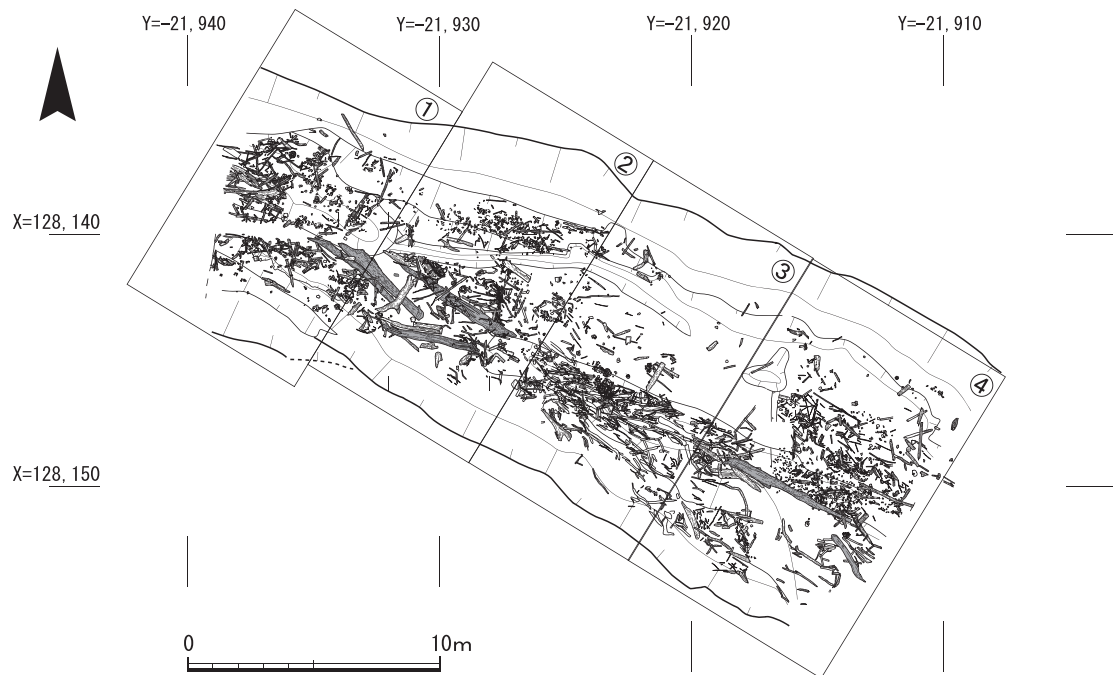 Y=-21,940 Y=-21,930 Y=-21,920 Y=-21,910
①
②
③
④
X=128,140
X=128,150
0 10m